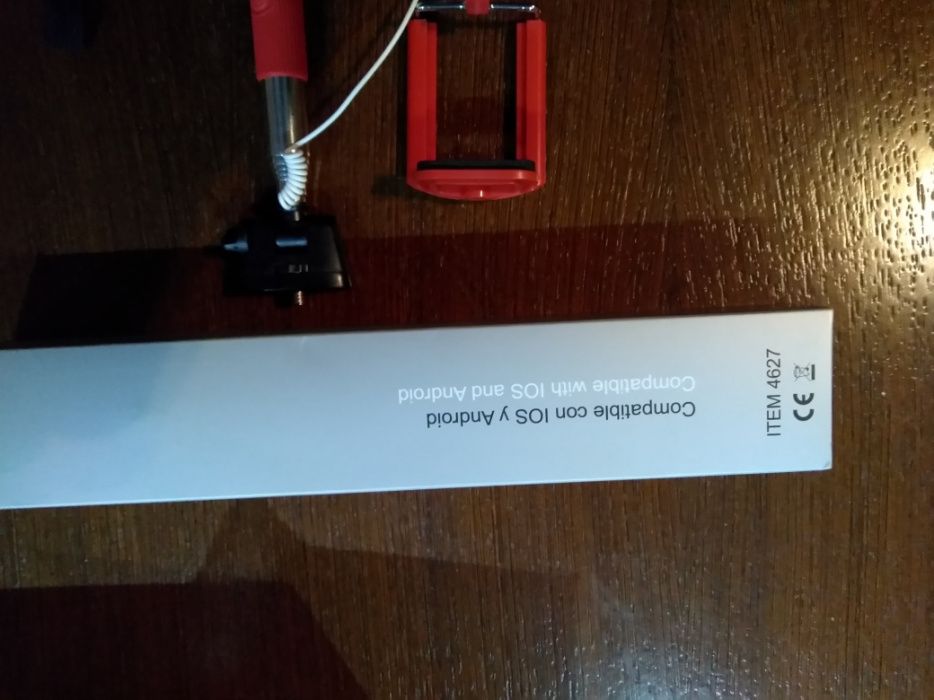 Compatible con IOS y Android
Compatible with IOS and Android
ITEM 4627
CE